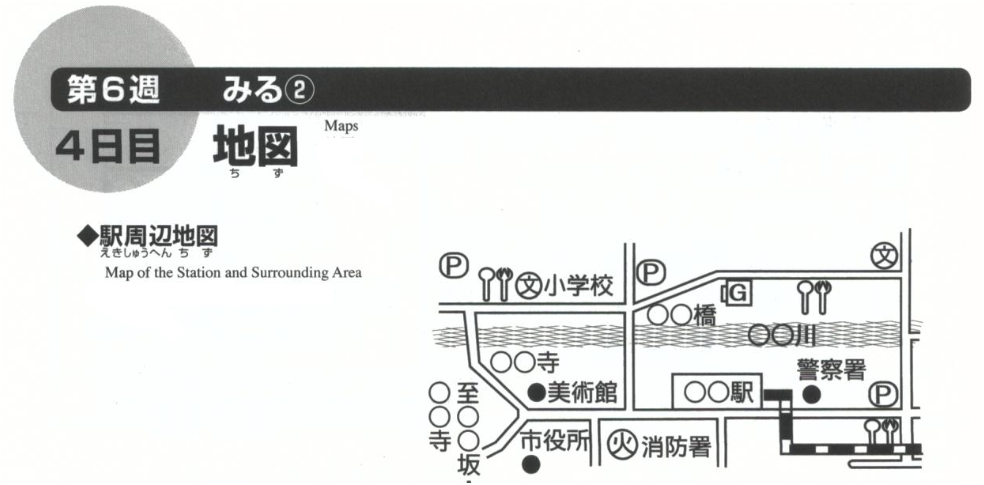 第6週 みる②
4日目 地図
ち ず
Maps
◆駅周辺地図
えきしゅうへん ち ず
Map of the Station and Surrounding Area
P
文小学校
P
文
G
○○橋
○○川
○○寺
警察署
●美術館
○○駅
P
○○寺
至○○坂
市役所
火 消防署